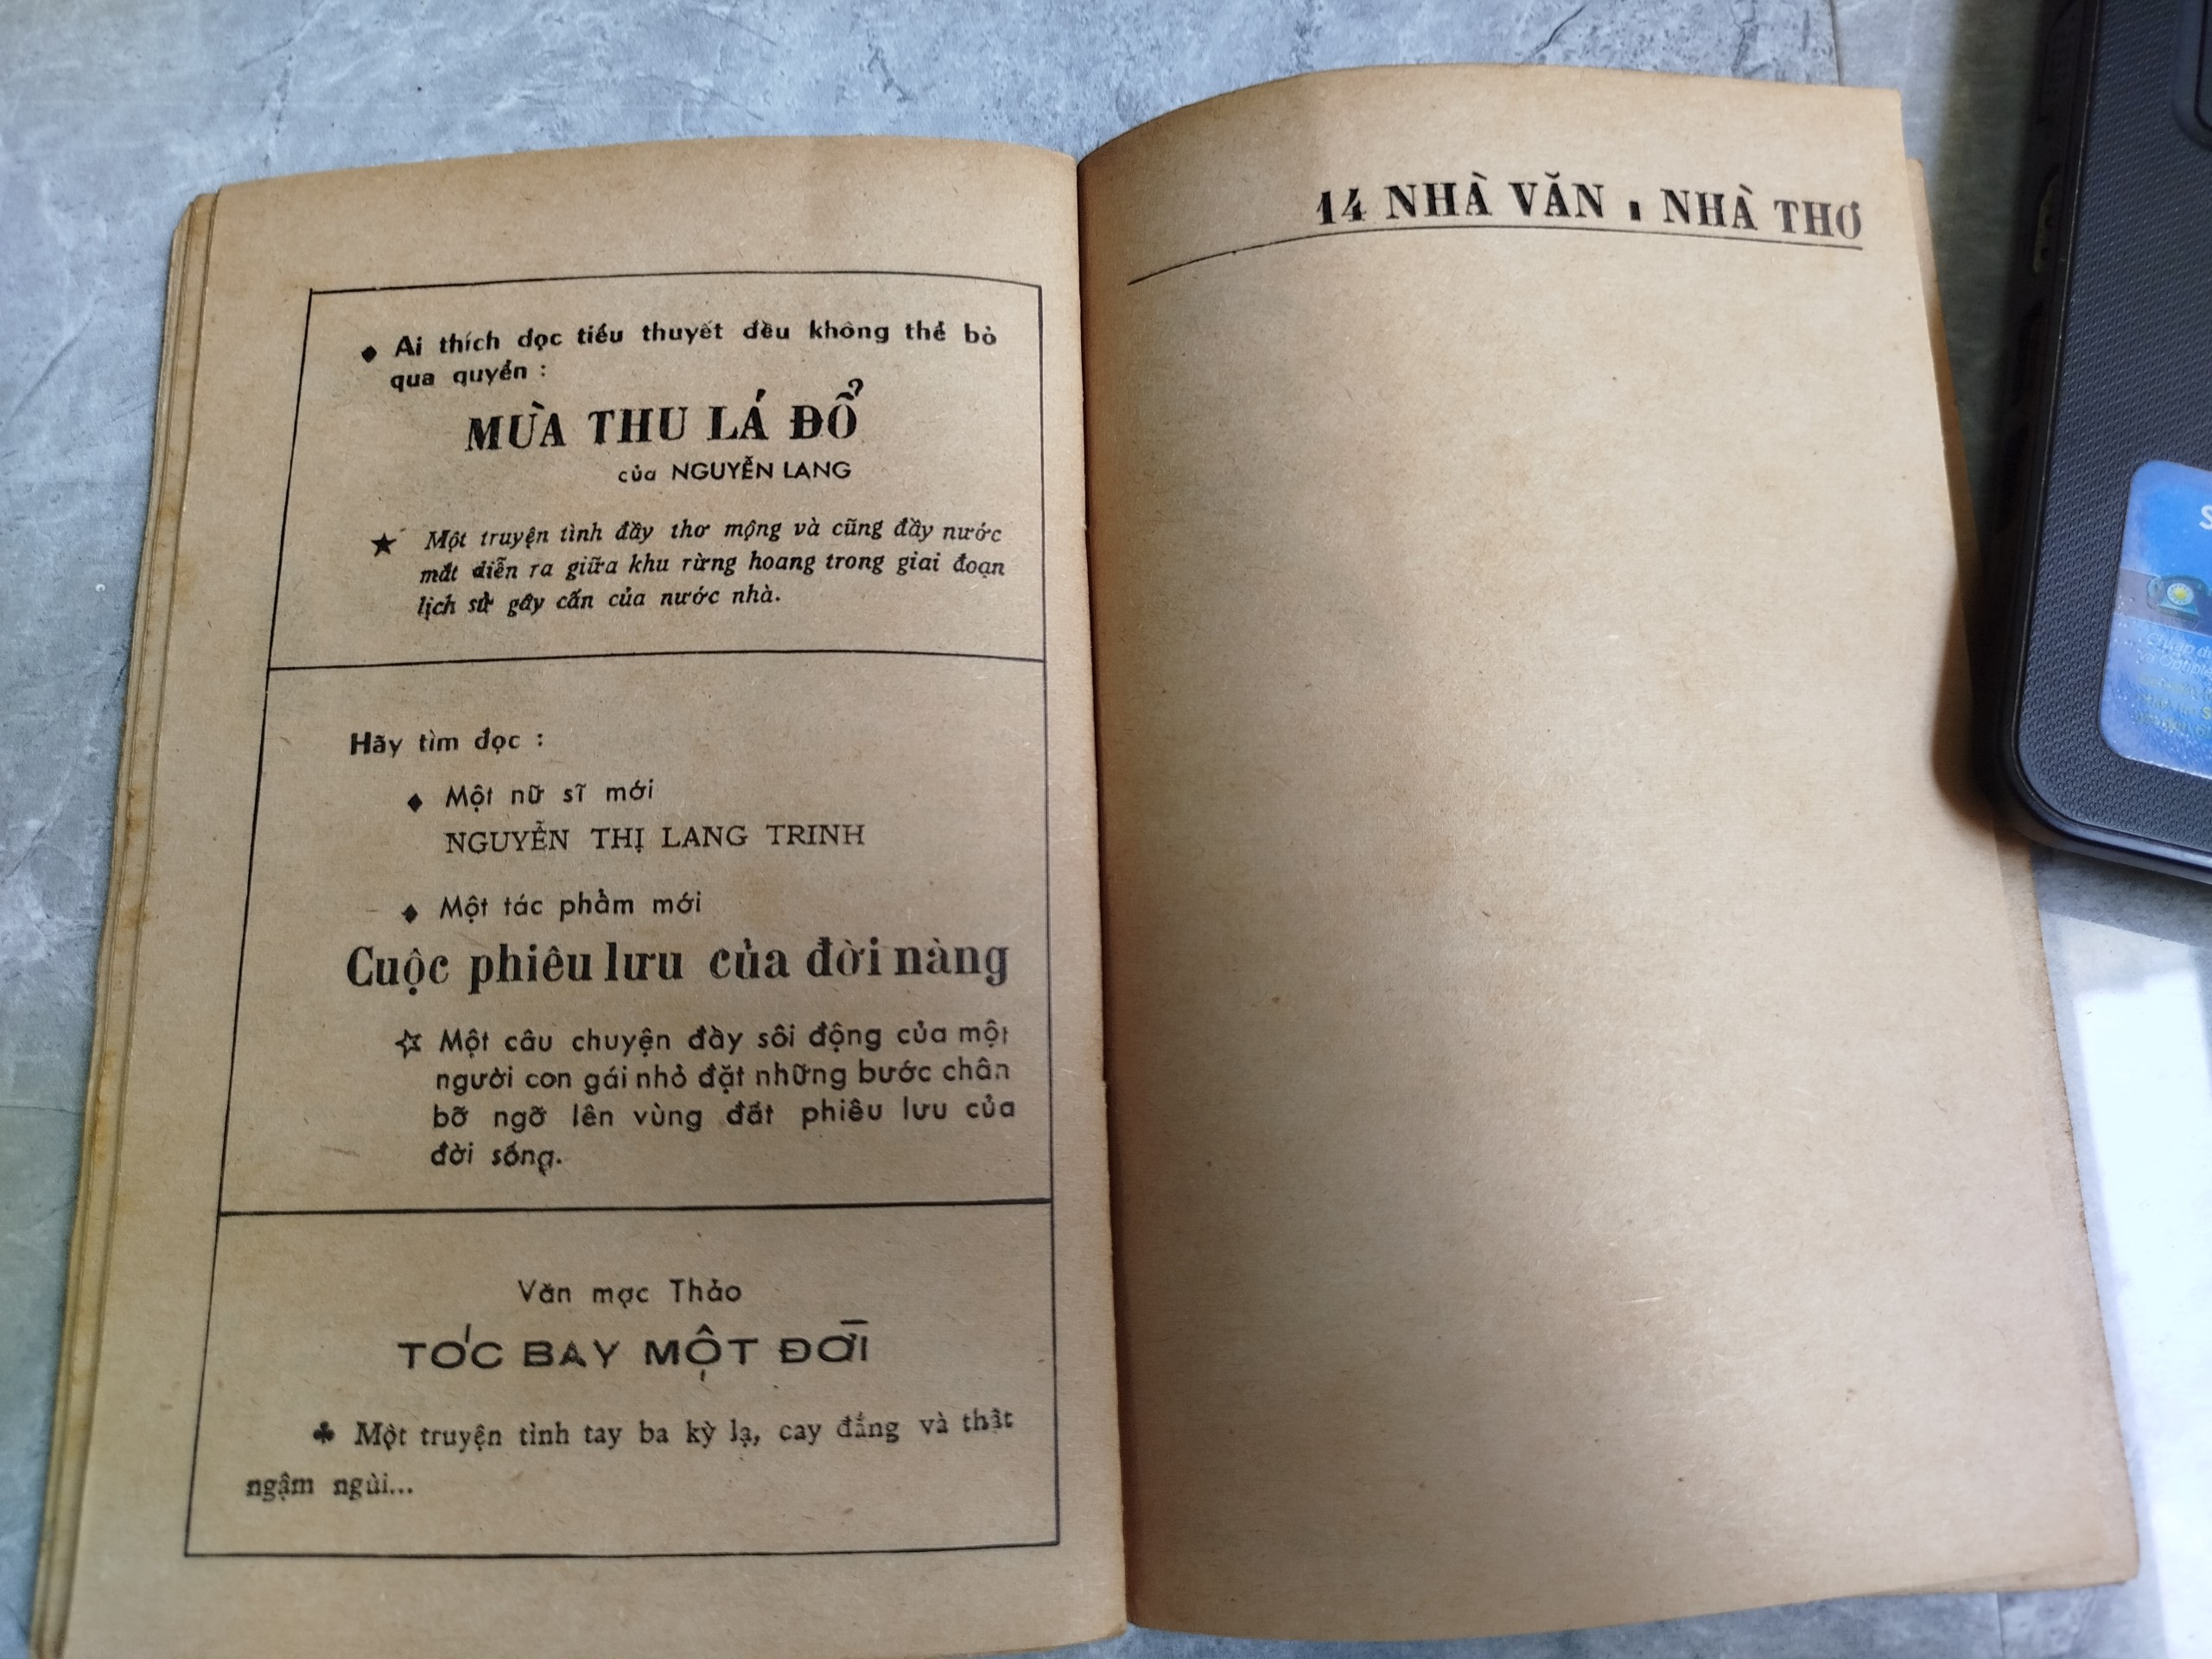 ◆ Ai thích đọc tiểu thuyết đều không thể bỏ
qua quyển :
MÙA THU LÁ ĐỔ
của NGUYỄN LANG
★ Một truyện tình đầy thơ mộng và cũng đầy nước
mắt diễn ra giữa khu rừng hoang trong giai đoạn
lịch sử gây cấn của nước nhà.
Hãy tìm đọc :
◆ Một nữ sĩ mới
NGUYỄN THỊ LANG TRINH
◆ Một tác phẩm mới
Cuộc phiêu lưu của đời nàng
☆ Một câu chuyện đầy sôi động của một
người con gái nhỏ đặt những bước chân
bỡ ngỡ lên vùng đất phiêu lưu của
đời sống.
Văn mạc Thảo
TÓC BAY MỘT ĐỜI
♣ Một truyện tình tay ba kỳ lạ, cay đắng và thật
ngậm ngùi...
14 NHÀ VĂN ▮ NHÀ THƠ